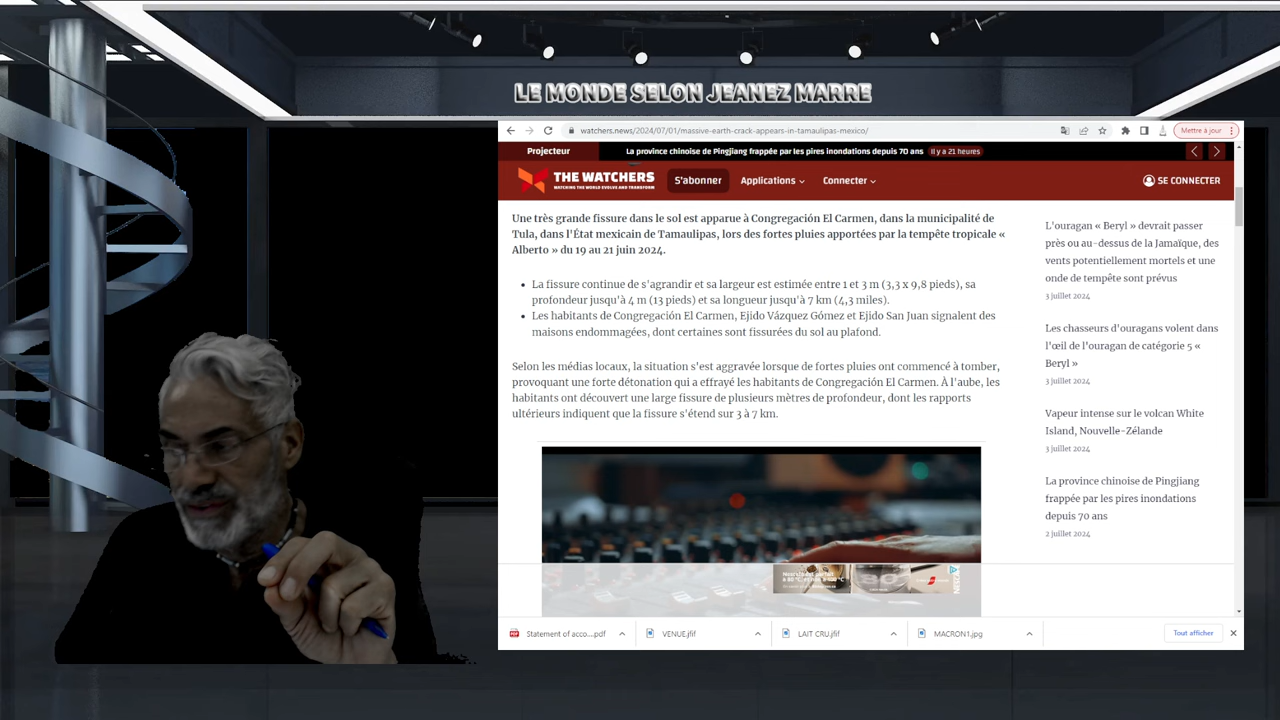 LE MONDE SELON JEANEZ MARRE
watchers.news/2024/07/01/massive-earth-crack-appears-in-tamaulipas-mexico/
Mettre à jour
Projecteur
La province chinoise de Pingjiang frappée par les pires inondations depuis 70 ans
Il y a 21 heures
THE WATCHERS
WATCHING THE WORLD EVOLVE AND TRANSFORM
S'abonner
Applications
Connecter
SE CONNECTER
Une très grande fissure dans le sol est apparue à Congregación El Carmen, dans la municipalité de
Tula, dans l'État mexicain de Tamaulipas, lors des fortes pluies apportées par la tempête tropicale «
Alberto » du 19 au 21 juin 2024.
La fissure continue de s'agrandir et sa largeur est estimée entre 1 et 3 m (3,3 x 9,8 pieds), sa
profondeur jusqu'à 4 m (13 pieds) et sa longueur jusqu'à 7 km (4,3 miles).
Les habitants de Congregación El Carmen, Ejido Vázquez Gómez et Ejido San Juan signalent des
maisons endommagées, dont certaines sont fissurées du sol au plafond.
Selon les médias locaux, la situation s'est aggravée lorsque de fortes pluies ont commencé à tomber,
provoquant une forte détonation qui a effrayé les habitants de Congregación El Carmen. À l'aube, les
habitants ont découvert une large fissure de plusieurs mètres de profondeur, dont les rapports
ultérieurs indiquent que la fissure s'étend sur 3 à 7 km.
L'ouragan « Beryl » devrait passer
près ou au-dessus de la Jamaïque, des
vents potentiellement mortels et une
onde de tempête sont prévus
3 juillet 2024
Les chasseurs d'ouragans volent dans
l'œil de l'ouragan de catégorie 5 «
Beryl »
3 juillet 2024
Vapeur intense sur le volcan White
Island, Nouvelle-Zélande
3 juillet 2024
La province chinoise de Pingjiang
frappée par les pires inondations
depuis 70 ans
2 juillet 2024
Statement of acco....pdf
VENUE.jfif
LAIT CRU.jfif
MACRON1.jpg
Tout afficher